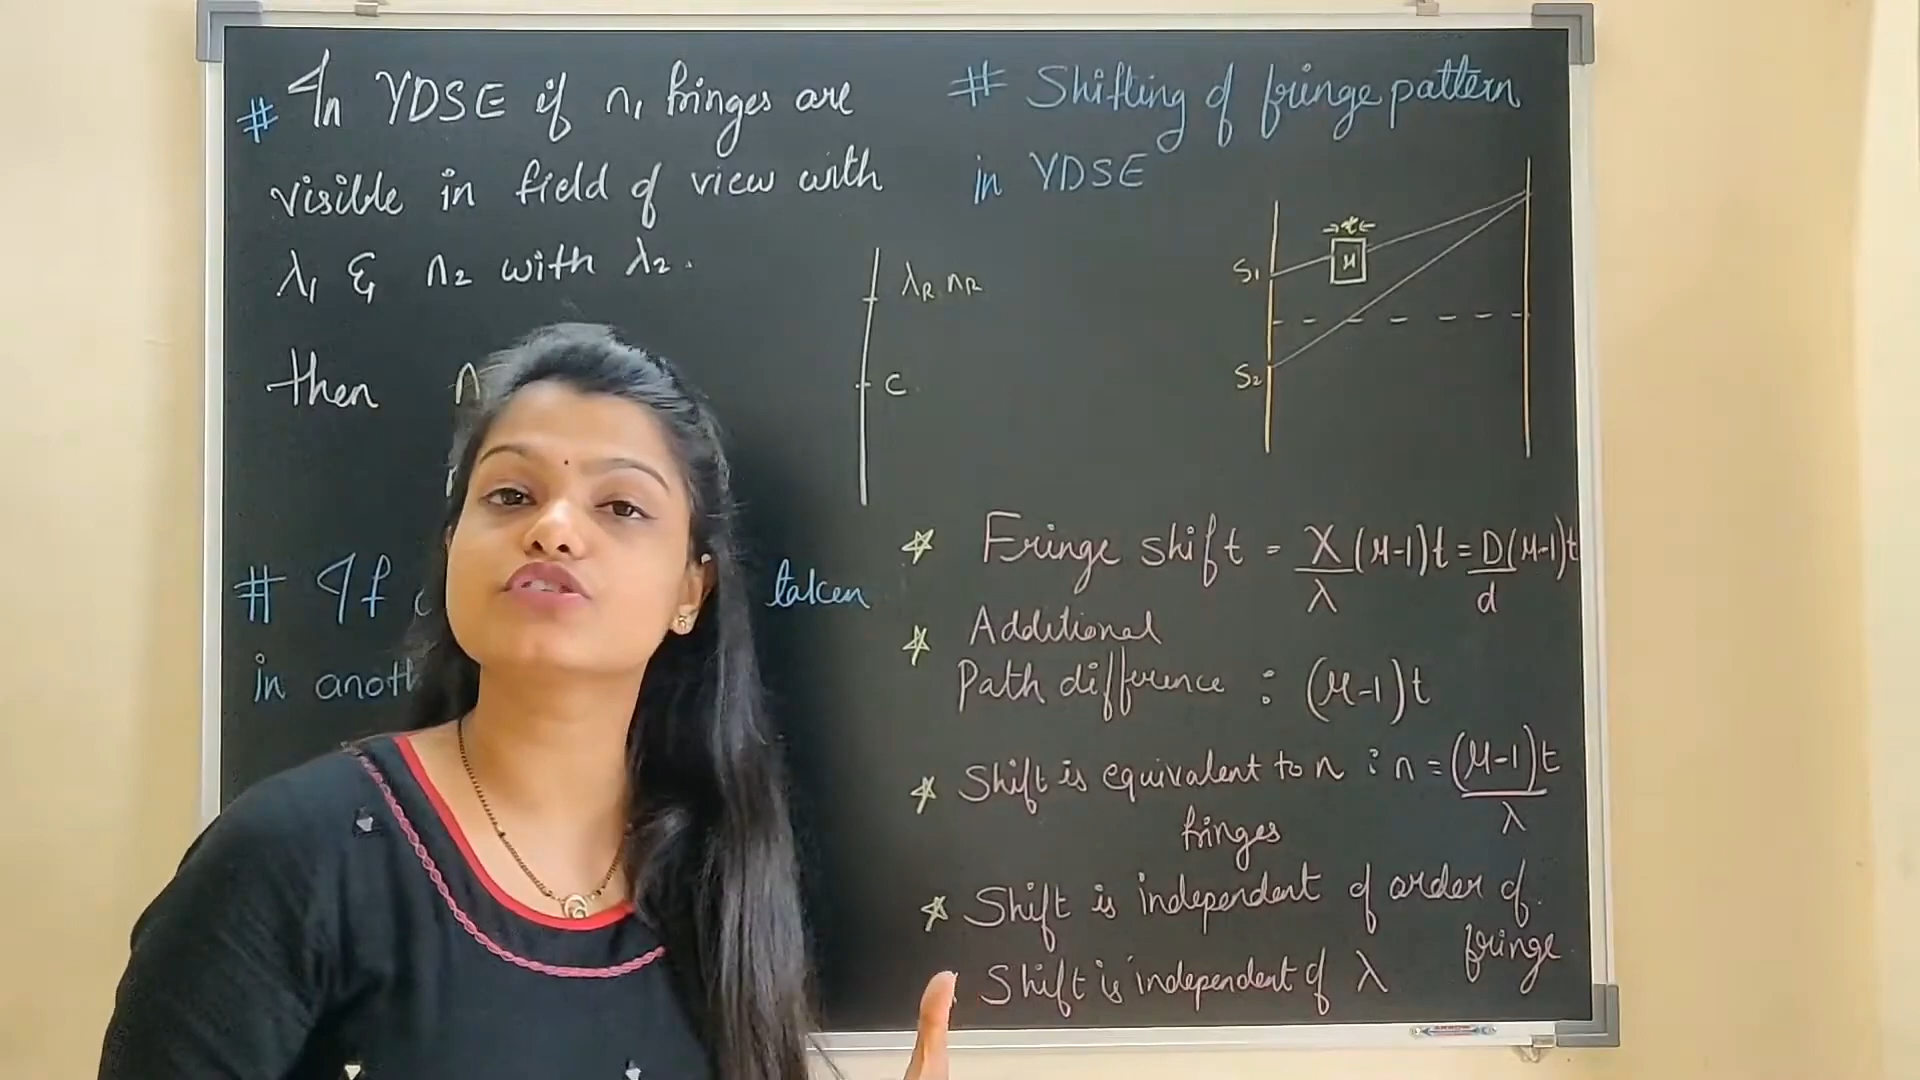 # In YDSE if n₁ fringes are
visible in field of view with
λ₁ & n₂ with λ₂.
then n
λR nR
C
# If taken
in
# Shifting of fringe pattern
in YDSE
→t←
μ
S₁
S₂
☆ Fringe shift = X/λ (μ-1)t = D/d (μ-1)t
☆ Additional
Path difference : (μ-1)t
☆ Shift is equivalent to n : n = (μ-1)t/λ
fringes
☆ Shift is independent of order of
fringe
Shift is independent of λ